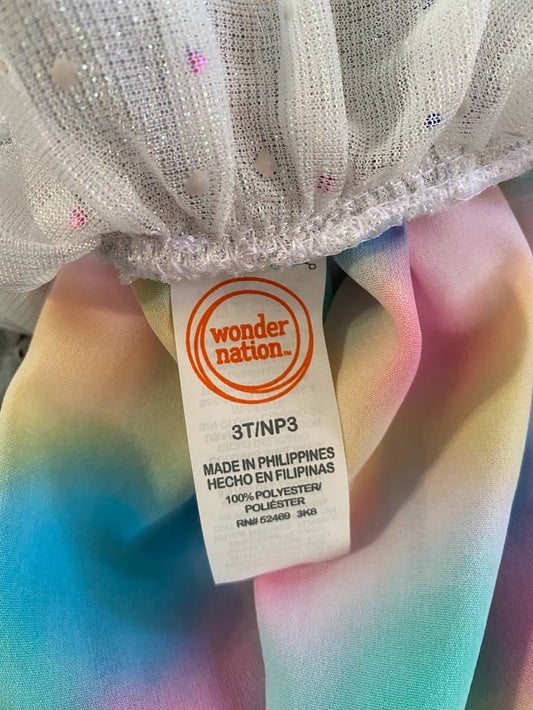 wonder
nation™
3T/NP3
MADE IN PHILIPPINES
HECHO EN FILIPINAS
100% POLYESTER/
POLIÉSTER
RN# 52469 3K8